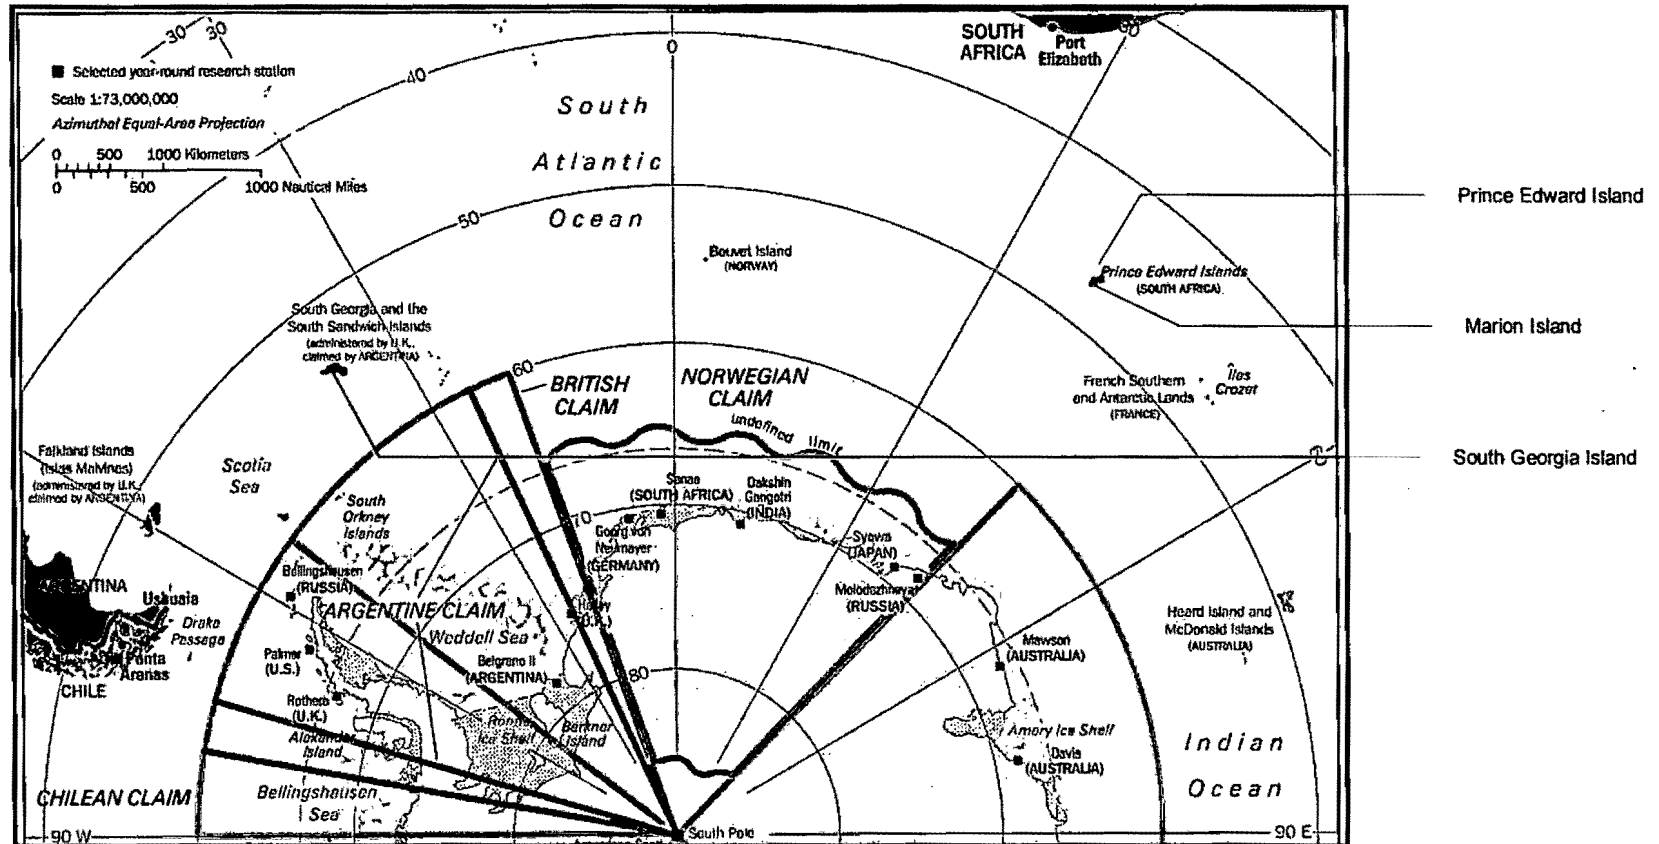 30
30
40
0
SOUTH
AFRICA
Port
Elizabeth
Selected year-round research station
Scale 1:73,000,000
Azimuthal Equal-Area Projection
0 500 1000 Kilometers
0 500 1000 Nautical Miles
South
Atlantic
Ocean
50
Bouvet Island
(NORWAY)
Prince Edward Island
Prince Edward Islands
(SOUTH AFRICA)
Marion Island
South Georgia and the
South Sandwich Islands
(administered by U.K.,
claimed by ARGENTINA)
60
BRITISH
CLAIM
NORWEGIAN
CLAIM
undefined limit
French Southern
and Antarctic Lands
(FRANCE)
Îles
Crozet
South Georgia Island
Falkland Islands
(Islas Malvinas)
(administered by U.K.,
claimed by ARGENTINA)
Scotia
Sea
South
Orkney
Islands
Sanae
(SOUTH AFRICA)
Dakshin
Gangotri
(INDIA)
70
Georg von
Neumayer
(GERMANY)
Syowa
(JAPAN)
Molodezhnaya
(RUSSIA)
Bellingshausen
(RUSSIA)
ARGENTINE CLAIM
Halley
(U.K.)
Weddell Sea
Belgrano II
(ARGENTINA)
80
ARGENTINA
Ushuaia
Drake
Passage
Punta
Arenas
CHILE
Palmer
(U.S.)
Rothera
(U.K.)
Alexander
Island
Ronne
Ice Shelf
Berkner
Island
Mawson
(AUSTRALIA)
Heard Island and
McDonald Islands
(AUSTRALIA)
Amery Ice Shelf
Davis
(AUSTRALIA)
Indian
Ocean
CHILEAN CLAIM
Bellingshausen
Sea
90 W
South Pole
90 E